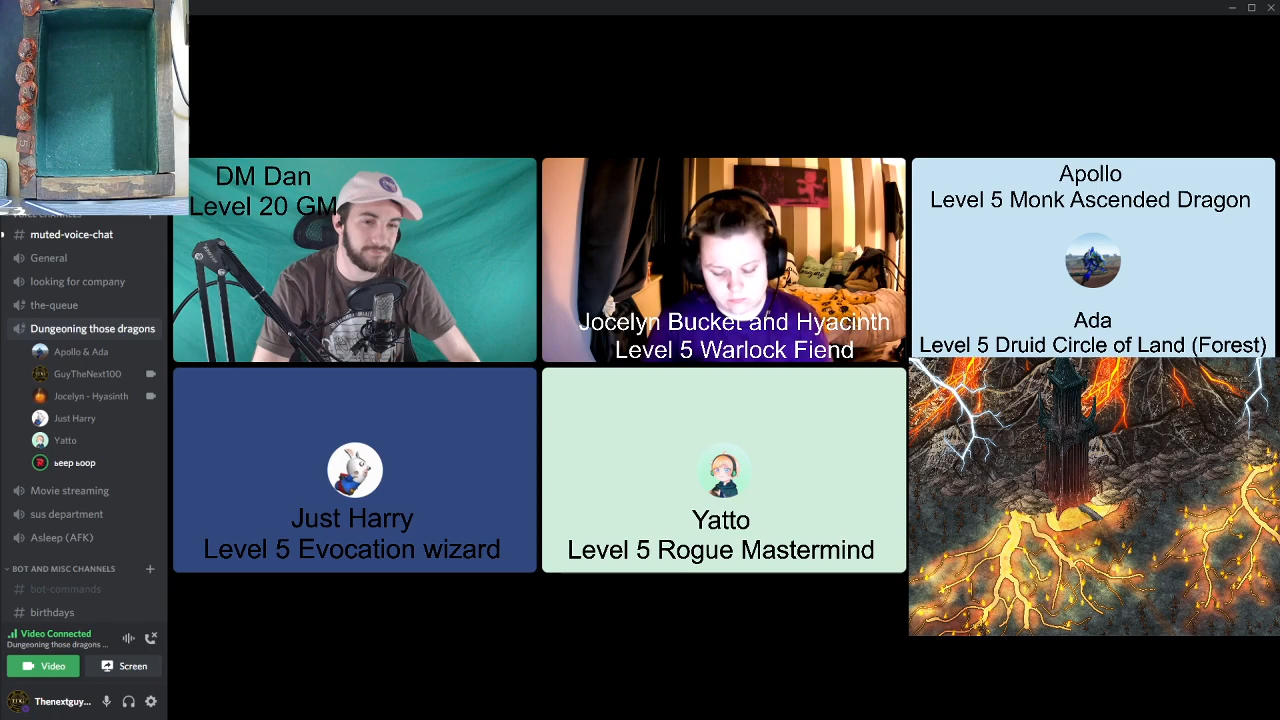 VOICE CHANNELS
muted-voice-chat
General
looking for company
the-queue
Dungeoning those dragons
Apollo & Ada
GuyTheNext100
Jocelyn - Hyasinth
Just Harry
Yatto
ьeep ьoop
Movie streaming
sus department
Asleep (AFK)
BOT AND MISC CHANNELS
bot-commands
birthdays
Video Connected
Dungeoning those dragons ...
Video
Screen
Thenextguy...
DM Dan
Level 20 GM
Jocelyn Bucket and Hyacinth
Level 5 Warlock Fiend
Apollo
Level 5 Monk Ascended Dragon
Ada
Level 5 Druid Circle of Land (Forest)
Just Harry
Level 5 Evocation wizard
Yatto
Level 5 Rogue Mastermind